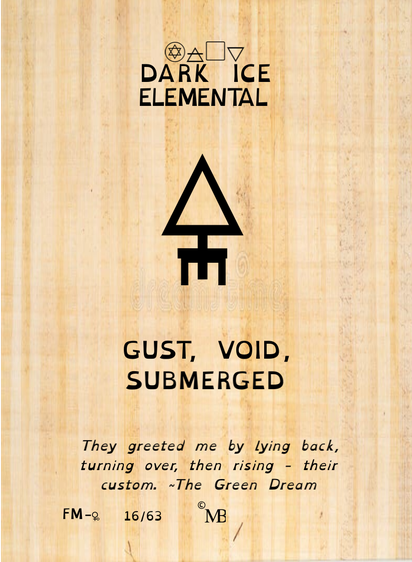 DARK ICE
ELEMENTAL
GUST, VOID,
SUBMERGED
They greeted me by lying back,
turning over, then rising - their
custom. ~The Green Dream
FM-♀ 16/63 © MB